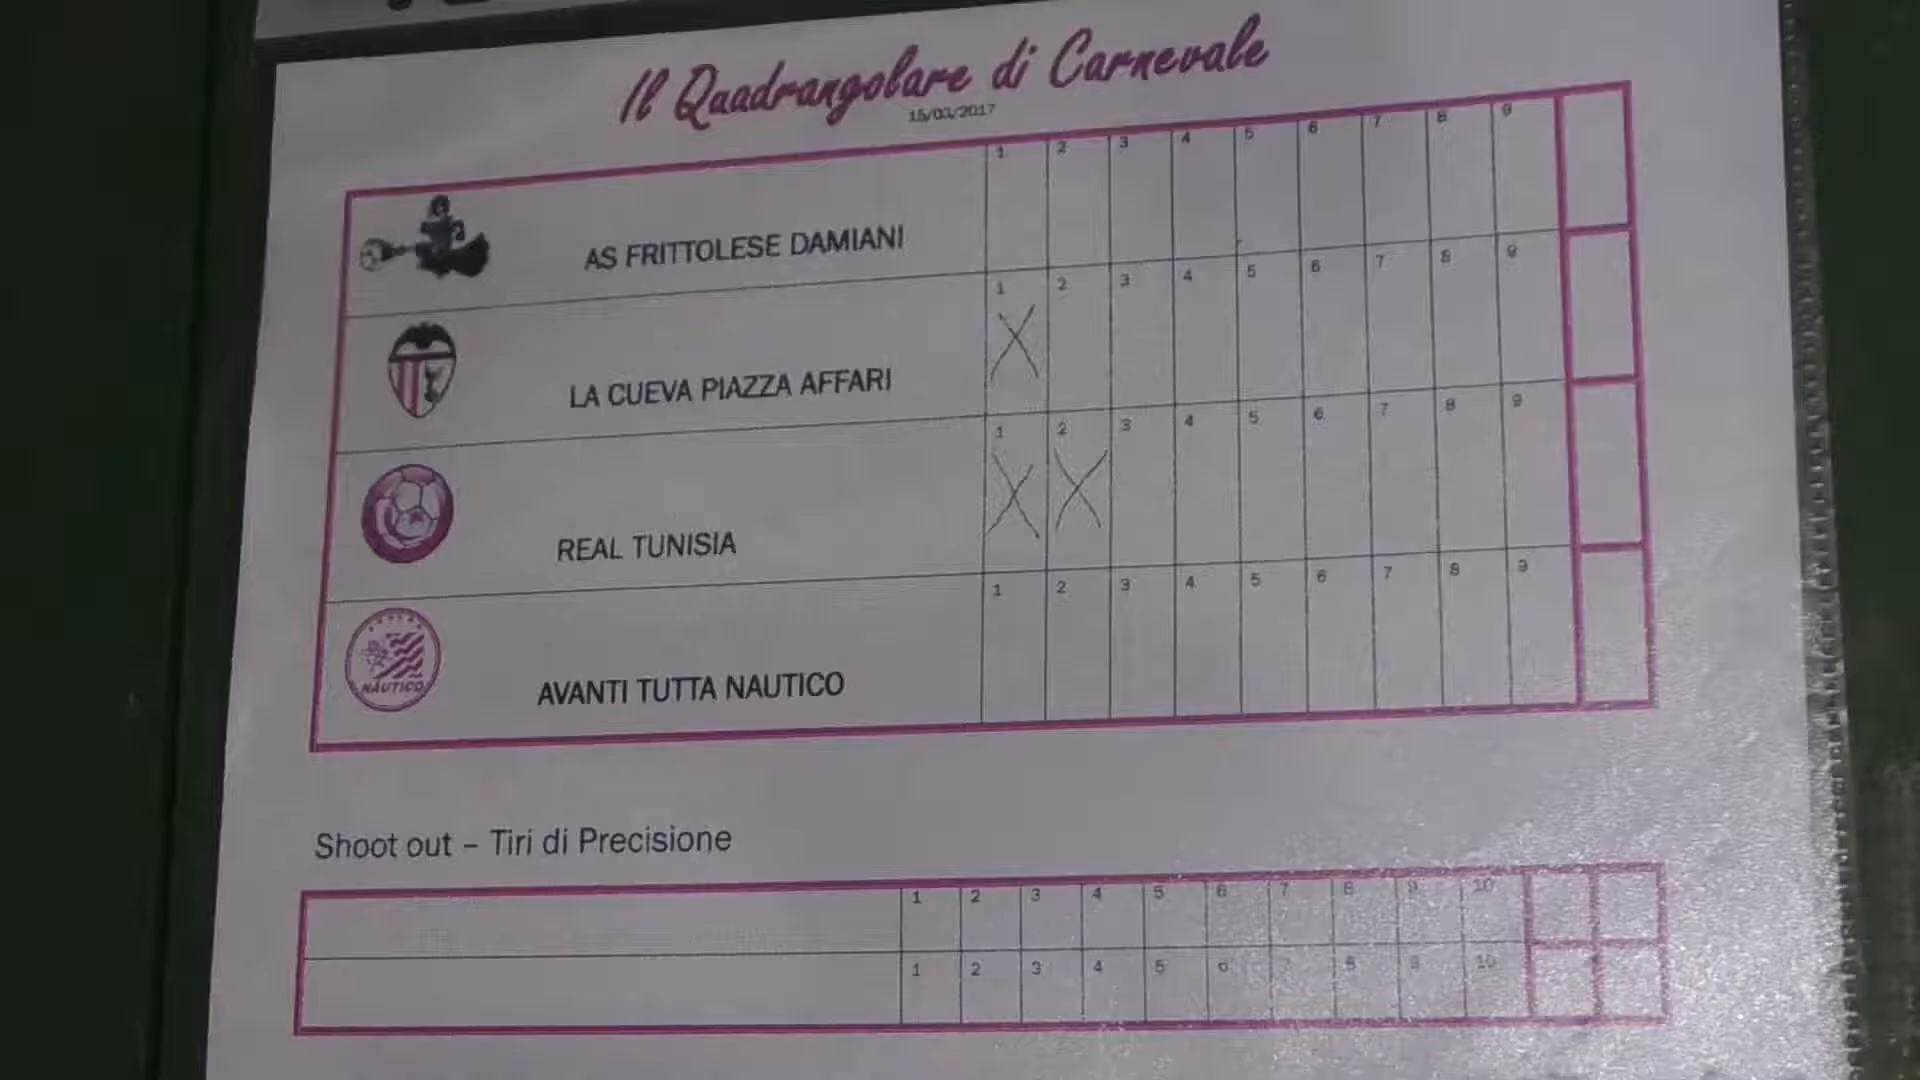 Il Quadrangolare di Carnevale
15/03/2017
1 2 3 4 5 6 7 8 9
AS FRITTOLESE DAMIANI
1 2 3 4 5 6 7 8 9
X
LA CUEVA PIAZZA AFFARI
1 2 3 4 5 6 7 8 9
X X
REAL TUNISIA
1 2 3 4 5 6 7 8 9
NÁUTICO
AVANTI TUTTA NAUTICO
Shoot out – Tiri di Precisione
1 2 3 4 5 6 7 8 9 10
1 2 3 4 5 6 7 8 9 10